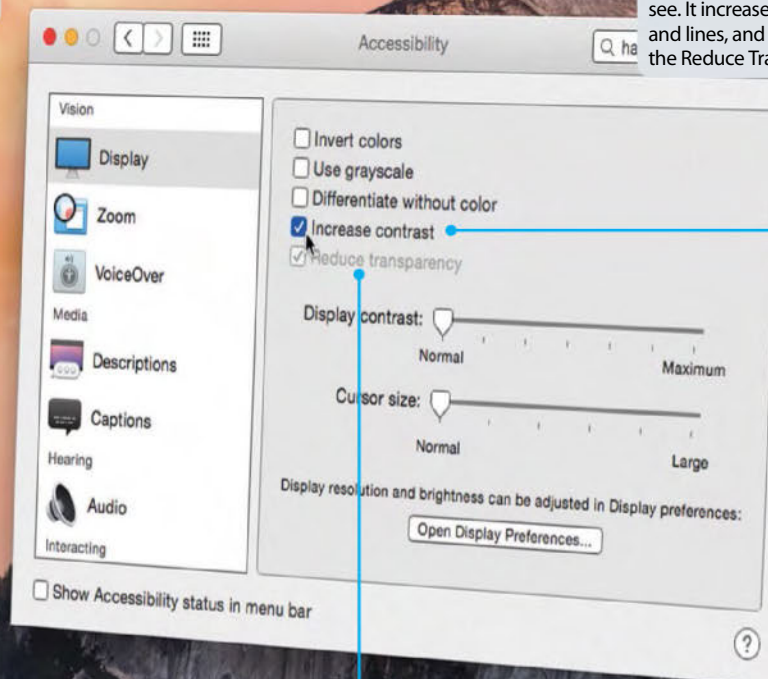 see. It increase
and lines, and
the Reduce Tra
Accessibility
ha
Vision
Display
Zoom
VoiceOver
Media
Descriptions
Captions
Hearing
Audio
Interacting
Invert colors
Use grayscale
Differentiate without color
Increase contrast
Reduce transparency
Display contrast:
Normal
Maximum
Cursor size:
Normal
Large
Display resolution and brightness can be adjusted in Display preferences:
Open Display Preferences...
Show Accessibility status in menu bar
?